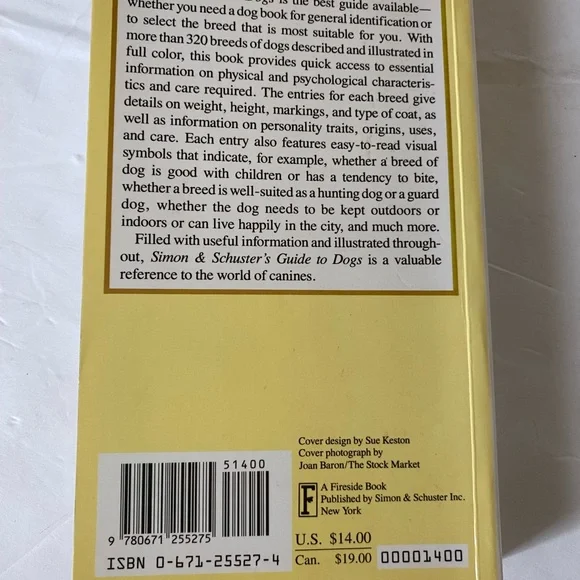 Dogs is the best guide available—
whether you need a dog book for general identification or
to select the breed that is most suitable for you. With
more than 320 breeds of dogs described and illustrated in
full color, this book provides quick access to essential
information on physical and psychological characteris-
tics and care required. The entries for each breed give
details on weight, height, markings, and type of coat, as
well as information on personality traits, origins, uses,
and care. Each entry also features easy-to-read visual
symbols that indicate, for example, whether a breed of
dog is good with children or has a tendency to bite,
whether a breed is well-suited as a hunting dog or a guard
dog, whether the dog needs to be kept outdoors or
indoors or can live happily in the city, and much more.
Filled with useful information and illustrated through-
out, Simon & Schuster's Guide to Dogs is a valuable
reference to the world of canines.
Cover design by Sue Keston
Cover photograph by
Joan Baron/The Stock Market
F
A Fireside Book
Published by Simon & Schuster Inc.
New York
U.S. $14.00
Can. $19.00
00001400
51400
9 780671 255275
ISBN 0-671-25527-4